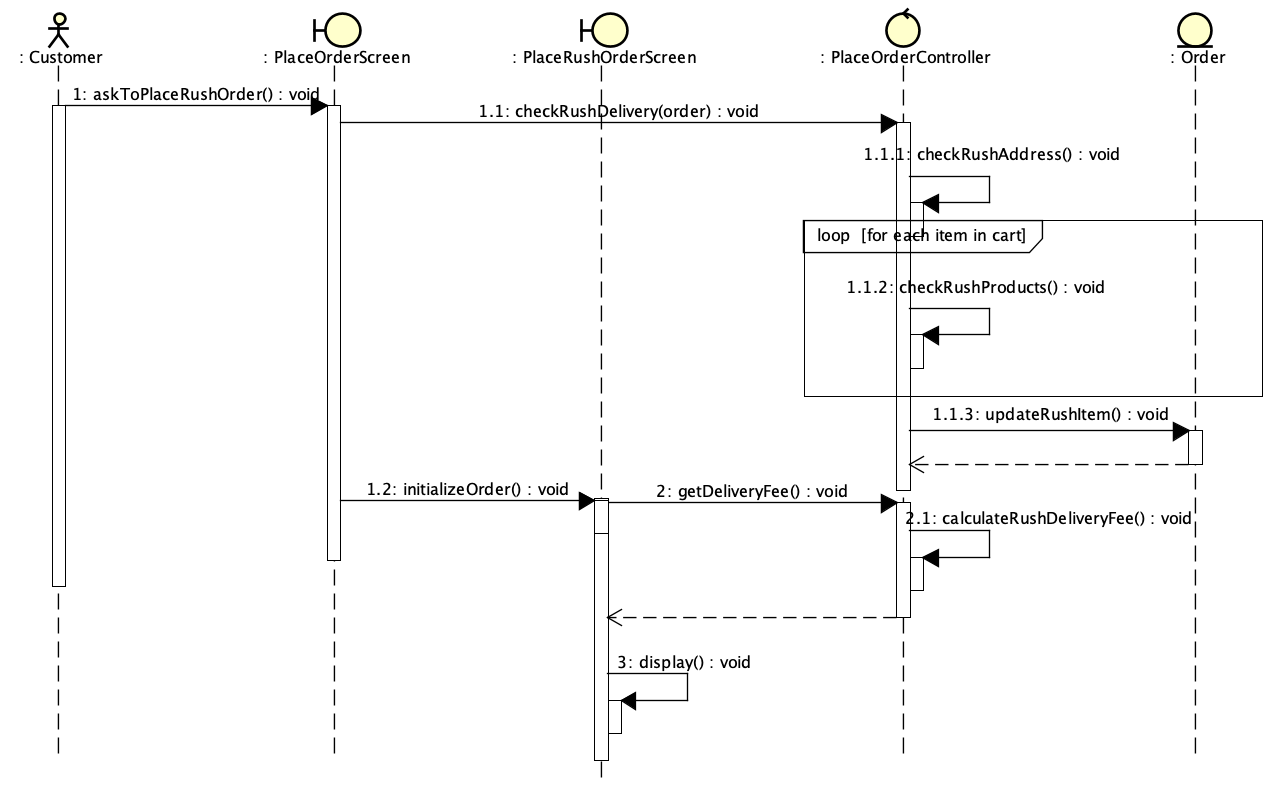 : Customer
: PlaceOrderScreen
: PlaceRushOrderScreen
: PlaceOrderController
: Order
1: askToPlaceRushOrder() : void
1.1: checkRushDelivery(order) : void
1.1.1: checkRushAddress() : void
loop [for each item in cart]
1.1.2: checkRushProducts() : void
1.1.3: updateRushItem() : void
1.2: initializeOrder() : void
2: getDeliveryFee() : void
2.1: calculateRushDeliveryFee() : void
3: display() : void